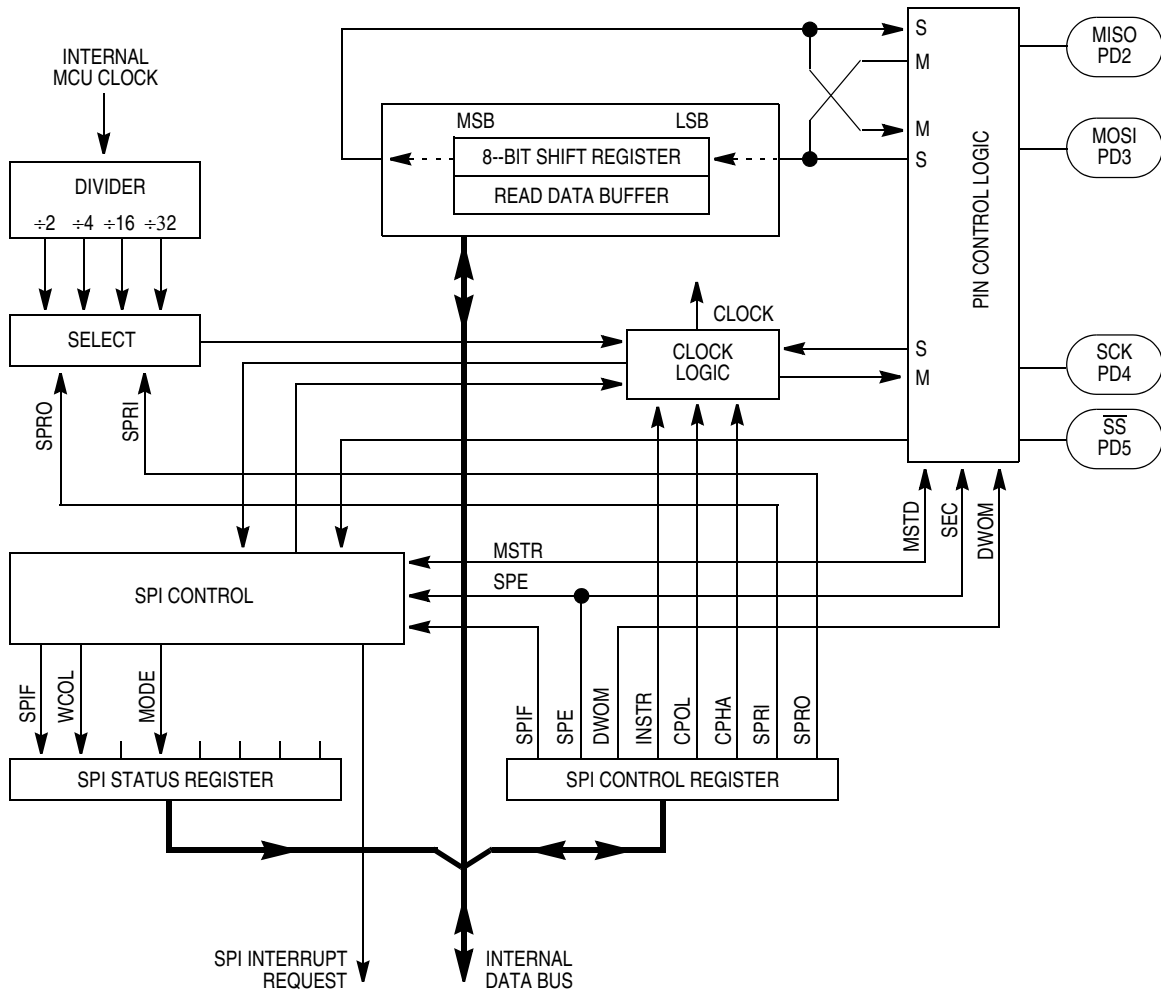 INTERNAL
MCU CLOCK
DIVIDER
÷2 ÷4 ÷16 ÷32
SELECT
SPRO
SPRI
MSB LSB
8--BIT SHIFT REGISTER
READ DATA BUFFER
CLOCK
CLOCK
LOGIC
S
M
M
S
S
M
PIN CONTROL LOGIC
MISO
PD2
MOSI
PD3
SCK
PD4
SS
PD5
MSTD
SEC
DWOM
MSTR
SPE
SPI CONTROL
SPIF
WCOL
MODE
SPI STATUS REGISTER
SPIF
SPE
DWOM
INSTR
CPOL
CPHA
SPRI
SPRO
SPI CONTROL REGISTER
SPI INTERRUPT
REQUEST
INTERNAL
DATA BUS